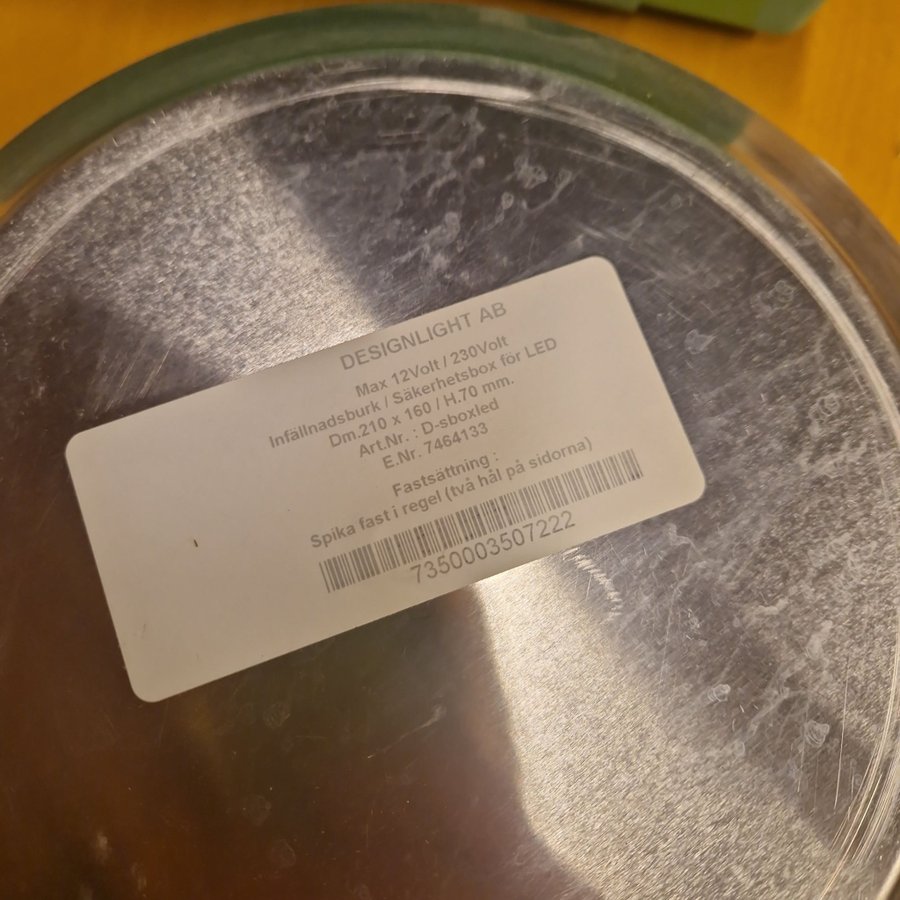 DESIGNLIGHT AB
Max 12Volt / 230Volt
Infällnadsburk / Säkerhetsbox för LED
Dm.210 x 160 / H.70 mm.
Art.Nr. : D-sboxled
E.Nr. 7464133
Fastsättning :
Spika fast i regel (två hål på sidorna)
7350003507222